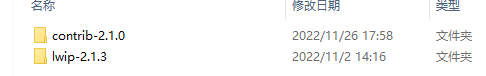 名称 修改日期 类型
contrib-2.1.0 2022/11/26 17:58 文件夹
lwip-2.1.3 2022/11/2 14:16 文件夹